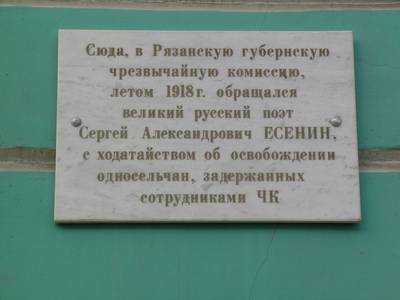 Сюда, в Рязанскую губернскую
чрезвычайную комиссию,
летом 1918 г. обращался
великий русский поэт
Сергей Александрович ЕСЕНИН,
с ходатайством об освобождении
односельчан, задержанных
сотрудниками ЧК